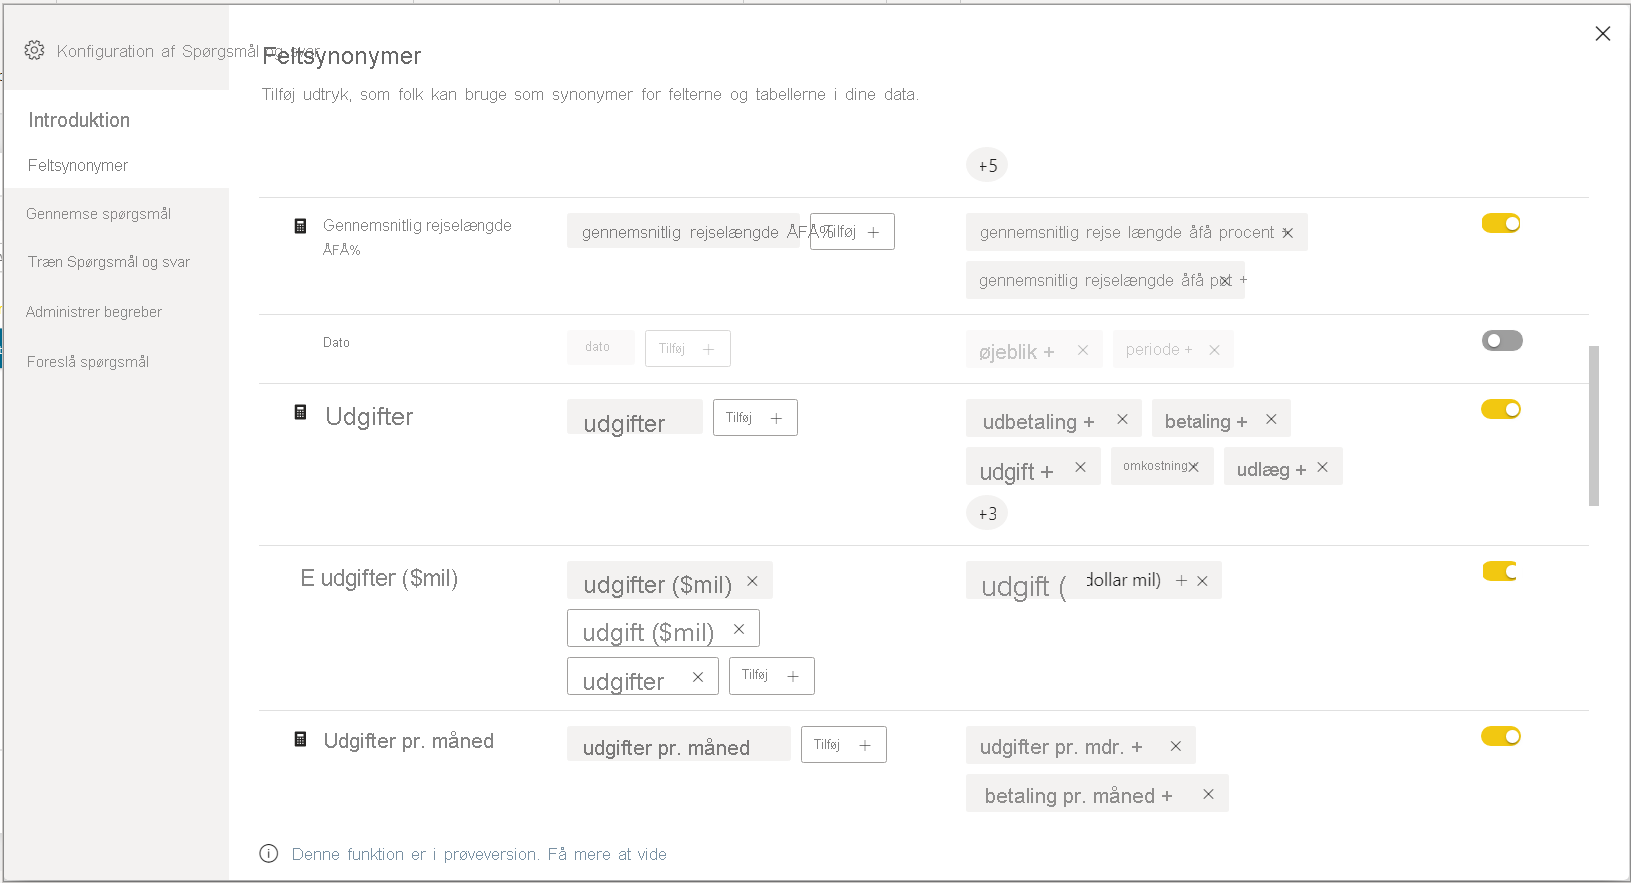 Konfiguration af Spørgsmål og svar
Feltsynonymer
Tilføj udtryk, som folk kan bruge som synonymer for felterne og tabellerne i dine data.
Introduktion
Feltsynonymer
Gennemse spørgsmål
Træn Spørgsmål og svar
Administrer begreber
Foreslå spørgsmål
+5
Gennemsnitlig rejselængde
ÅFÅ%
gennemsnitlig rejselængde ÅFÅ%
Tilføj +
gennemsnitlig rejse længde åfå procent
gennemsnitlig rejselængde åfå pct +
Dato
dato
Tilføj +
øjeblik +
periode +
Udgifter
udgifter
Tilføj +
udbetaling +
betaling +
udgift +
omkostning
udlæg +
+3
E udgifter ($mil)
udgifter ($mil)
udgift ($mil)
udgifter
Tilføj +
udgift (dollar mil) +
Udgifter pr. måned
udgifter pr. måned
Tilføj +
udgifter pr. mdr. +
betaling pr. måned +
Denne funktion er i prøveversion. Få mere at vide